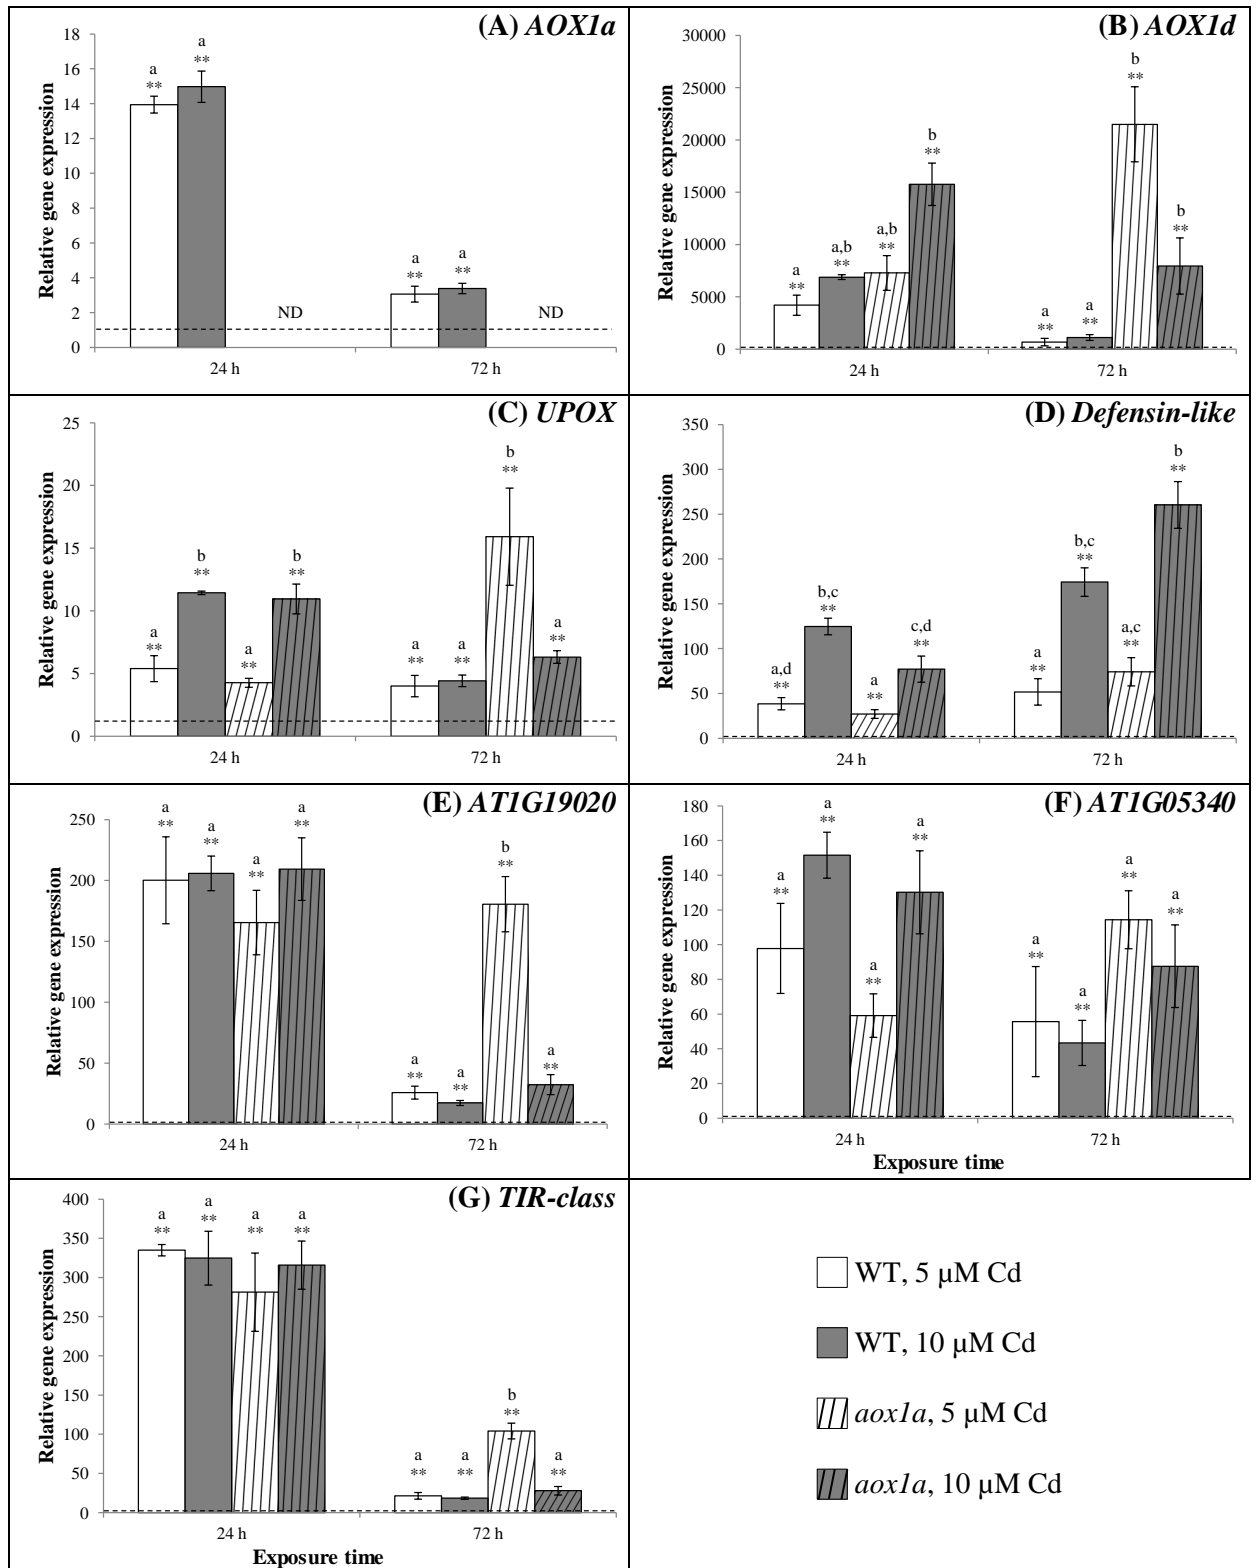 (A) AOX1a
Relative gene expression
18
16
14
12
10
8
6
4
2
0
a
**
a
**
ND
a
**
a
**
ND
24 h
72 h
(B) AOX1d
Relative gene expression
30000
25000
20000
15000
10000
5000
0
a
**
a,b
**
a,b
**
b
**
a
**
a
**
b
**
b
**
24 h
72 h
(C) UPOX
Relative gene expression
25
20
15
10
5
0
a
**
b
**
a
**
b
**
a
**
a
**
b
**
a
**
24 h
72 h
(D) Defensin-like
Relative gene expression
350
300
250
200
150
100
50
0
a,d
**
b,c
**
a
**
c,d
**
a
**
b,c
**
a,c
**
b
**
24 h
72 h
(E) AT1G19020
Relative gene expression
250
200
150
100
50
0
a
**
a
**
a
**
a
**
a
**
a
**
b
**
a
**
24 h
72 h
(F) AT1G05340
Relative gene expression
180
160
140
120
100
80
60
40
20
0
a
**
a
**
a
**
a
**
a
**
a
**
a
**
a
**
24 h
72 h
Exposure time
(G) TIR-class
Relative gene expression
400
350
300
250
200
150
100
50
0
a
**
a
**
a
**
a
**
a
**
a
**
b
**
a
**
24 h
72 h
Exposure time
WT, 5 µM Cd
WT, 10 µM Cd
aox1a, 5 µM Cd
aox1a, 10 µM Cd